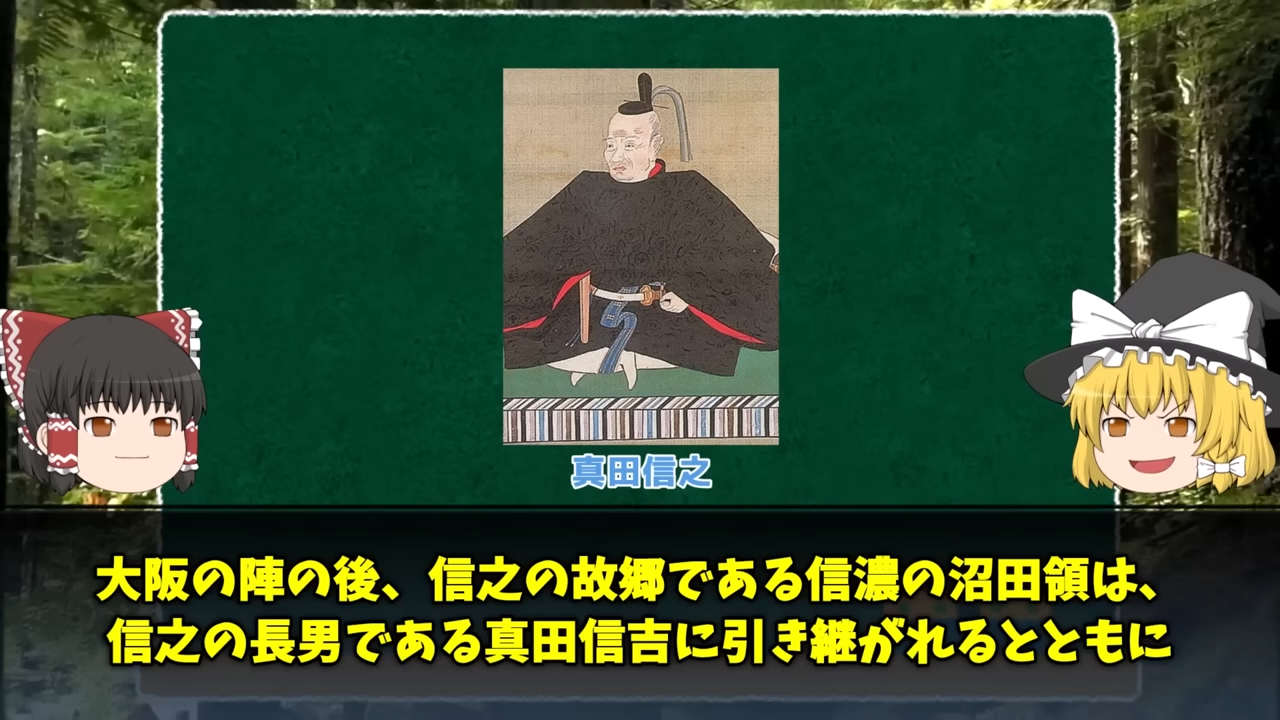 真田信之
大阪の陣の後、信之の故郷である信濃の沼田領は、
信之の長男である真田信吉に引き継がれるとともに